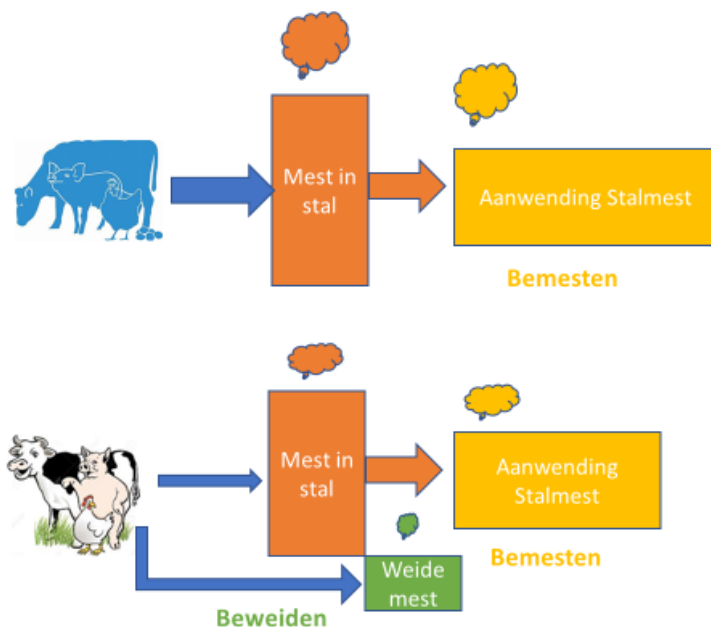 Mest in
stal
Aanwending Stalmest
Bemesten
Mest in
stal
Aanwending
Stalmest
Bemesten
Weide
mest
Beweiden